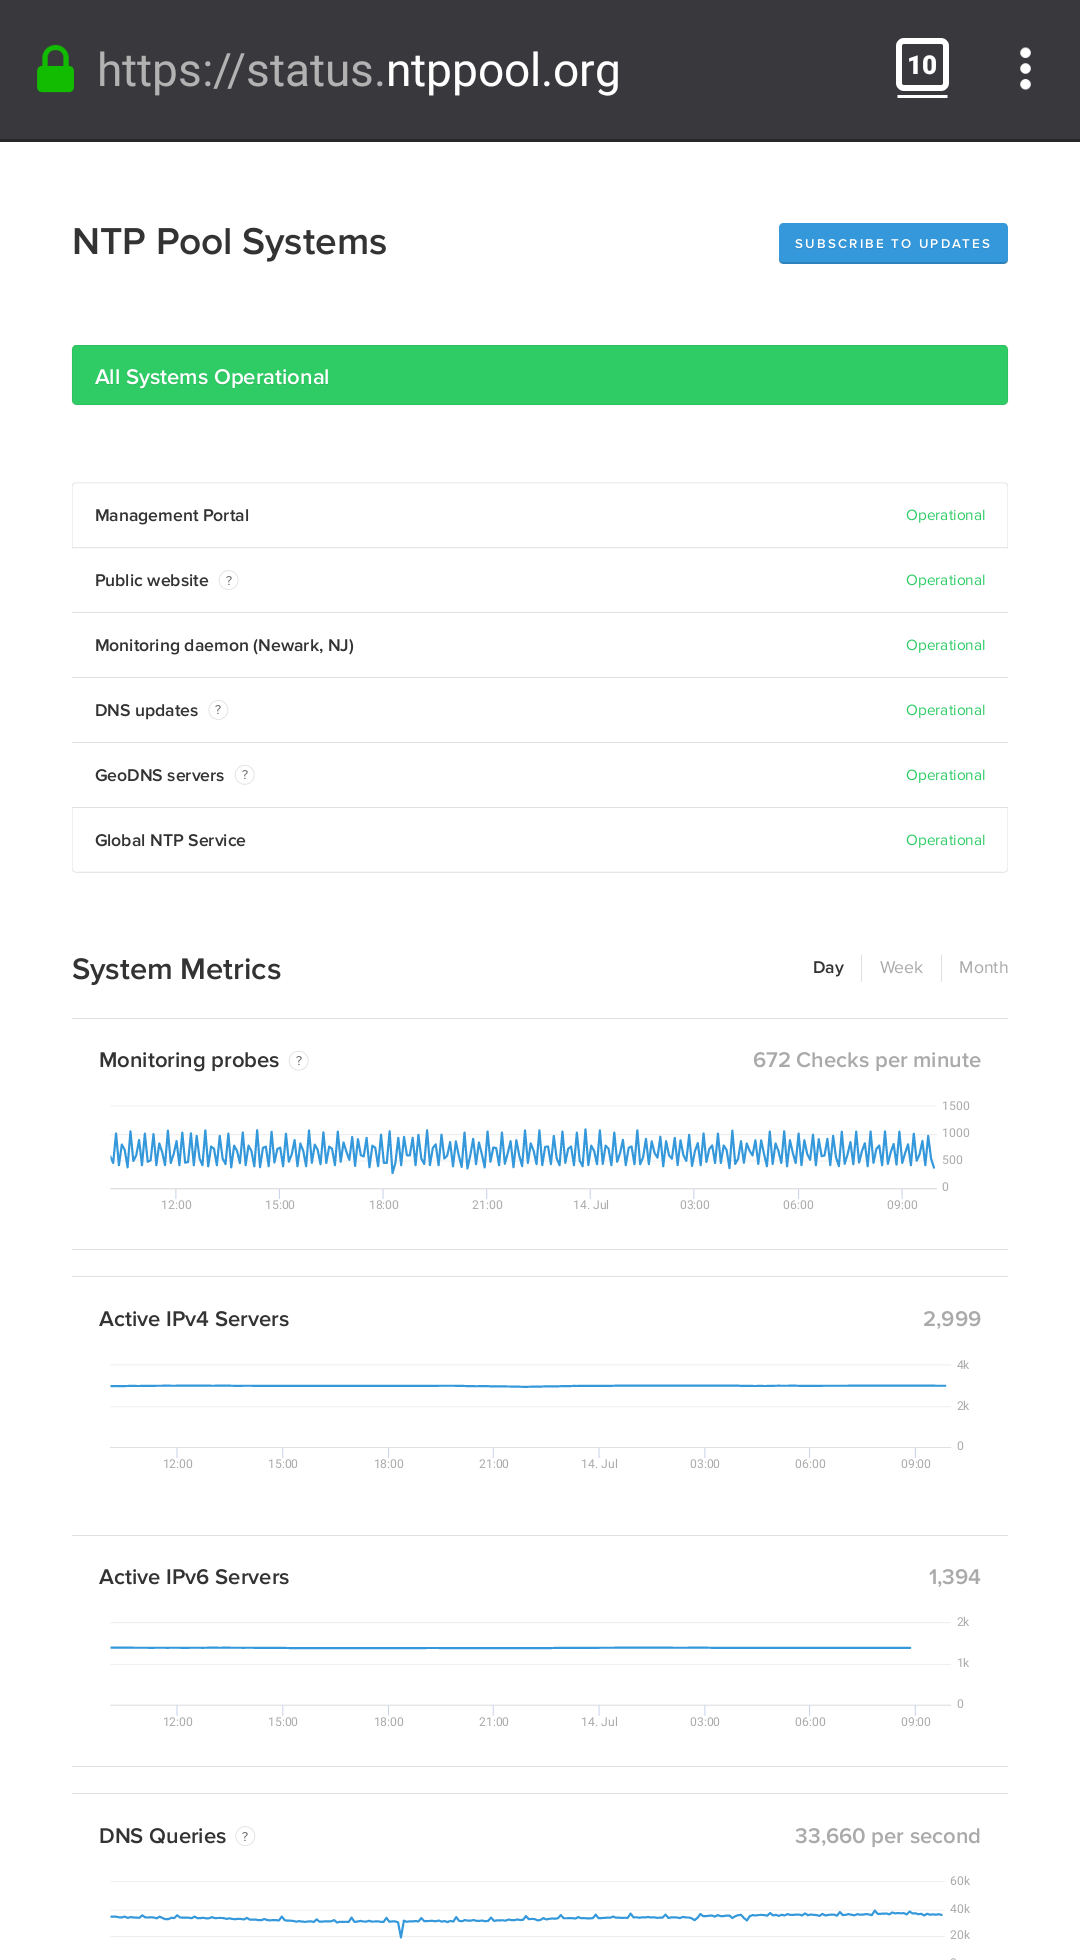 https://status.ntppool.org
10
NTP Pool Systems
SUBSCRIBE TO UPDATES
All Systems Operational
Management Portal Operational
Public website ? Operational
Monitoring daemon (Newark, NJ) Operational
DNS updates ? Operational
GeoDNS servers ? Operational
Global NTP Service Operational
System Metrics Day Week Month
Monitoring probes ? 672 Checks per minute
1500
1000
500
0
12:00 15:00 18:00 21:00 14. Jul 03:00 06:00 09:00
Active IPv4 Servers 2,999
4k
2k
0
12:00 15:00 18:00 21:00 14. Jul 03:00 06:00 09:00
Active IPv6 Servers 1,394
2k
1k
0
12:00 15:00 18:00 21:00 14. Jul 03:00 06:00 09:00
DNS Queries ? 33,660 per second
60k
40k
20k